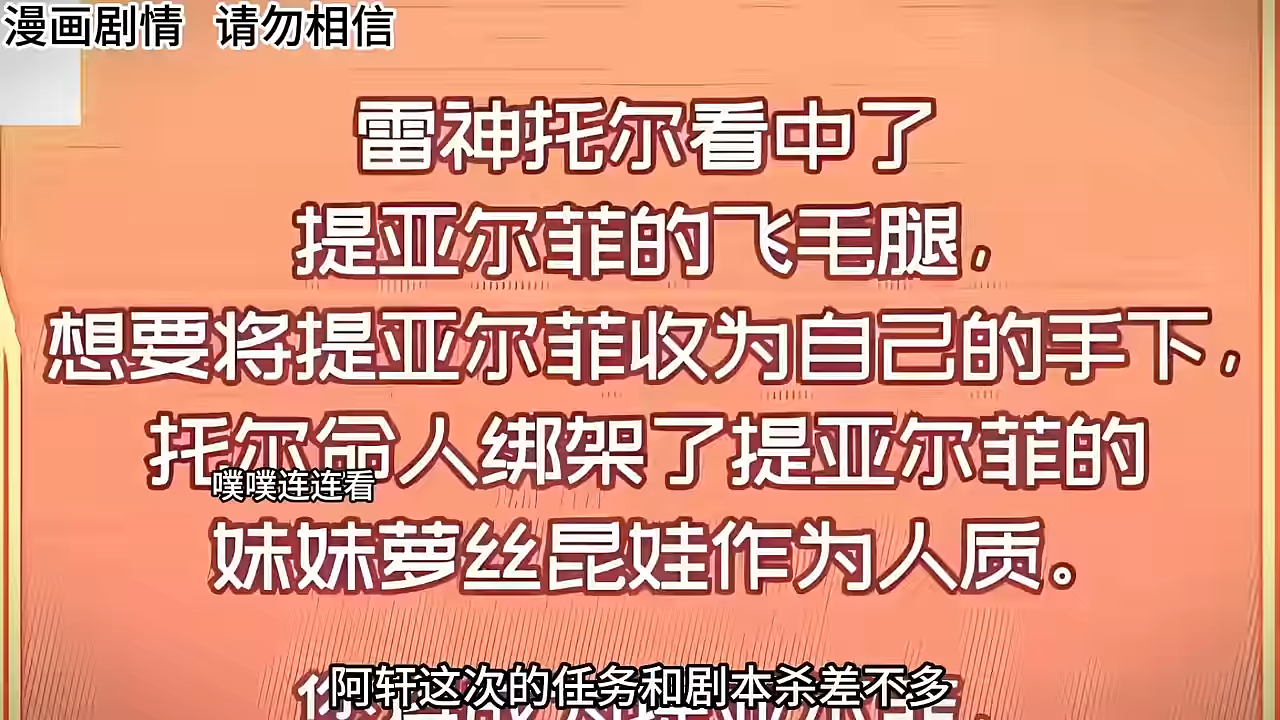 漫画剧情 请勿相信
雷神托尔看中了
提亚尔菲的飞毛腿,
想要将提亚尔菲收为自己的手下,
托尔命人绑架了提亚尔菲的
噗噗连连看
妹妹萝丝昆娃作为人质。
阿轩这次的任务和剧本杀差不多